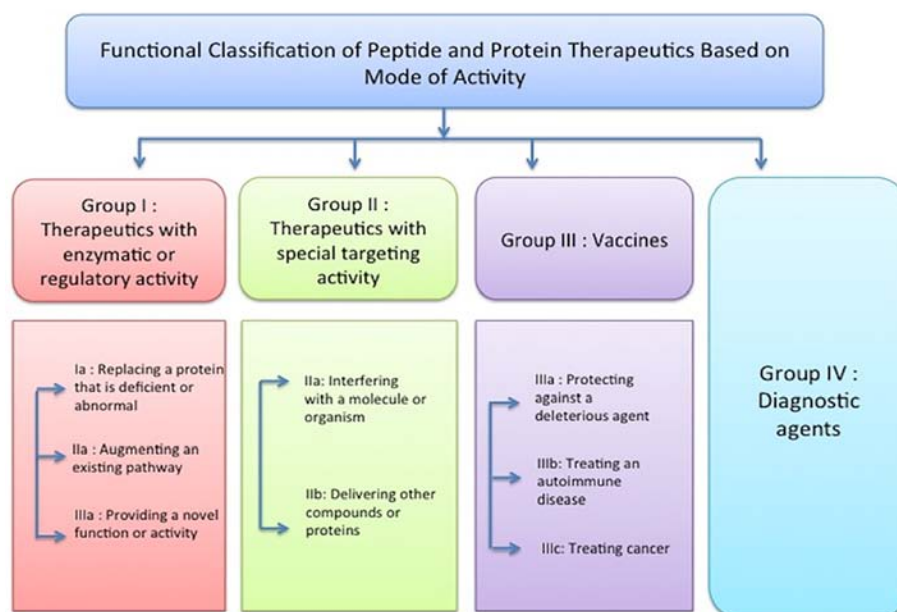 Functional Classification of Peptide and Protein Therapeutics Based on
Mode of Activity
Group I :
Therapeutics with
enzymatic or
regulatory activity
Ia : Replacing a protein
that is deficient or
abnormal
IIa : Augmenting an
existing pathway
IIIa : Providing a novel
function or activity
Group II :
Therapeutics with
special targeting
activity
IIa: Interfering
with a molecule or
organism
IIb: Delivering other
compounds or
proteins
Group III : Vaccines
IIIa : Protecting
against a
deleterious agent
IIIb: Treating an
autoimmune
disease
IIIc: Treating cancer
Group IV :
Diagnostic
agents